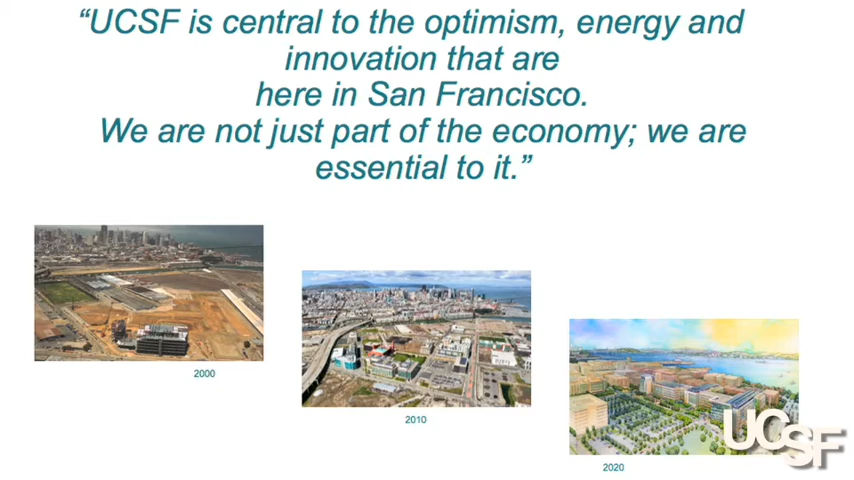 “UCSF is central to the optimism, energy and
innovation that are
here in San Francisco.
We are not just part of the economy; we are
essential to it.”
2000
2010
2020
UCSF